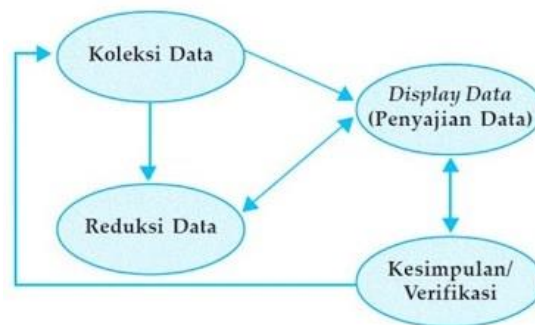 Koleksi Data
Display Data
(Penyajian Data)
Reduksi Data
Kesimpulan/
Verifikasi